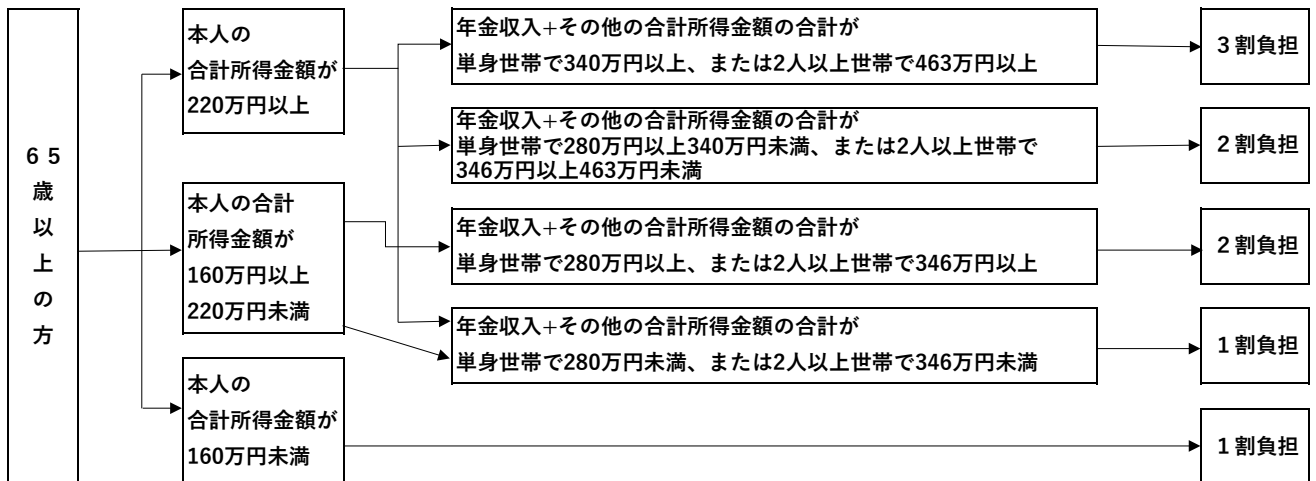 65歳以上の方
本人の
合計所得金額が
220万円以上
年金収入+その他の合計所得金額の合計が
単身世帯で340万円以上、または2人以上世帯で463万円以上
3割負担
年金収入+その他の合計所得金額の合計が
単身世帯で280万円以上340万円未満、または2人以上世帯で
346万円以上463万円未満
2割負担
本人の合計
所得金額が
160万円以上
220万円未満
年金収入+その他の合計所得金額の合計が
単身世帯で280万円以上、または2人以上世帯で346万円以上
2割負担
年金収入+その他の合計所得金額の合計が
単身世帯で280万円未満、または2人以上世帯で346万円未満
1割負担
本人の
合計所得金額が
160万円未満
1割負担